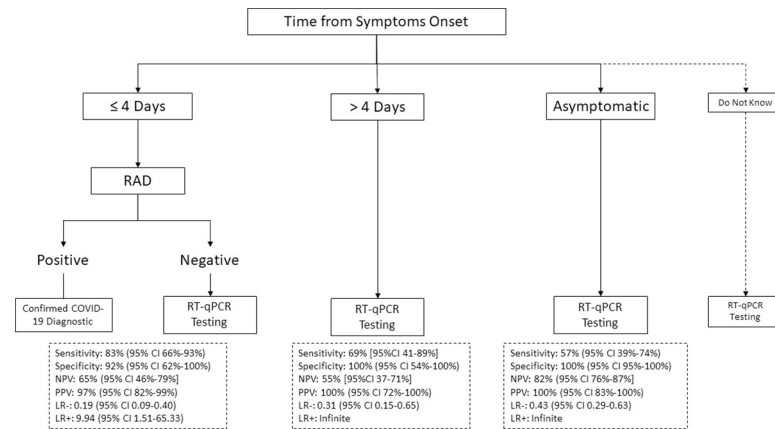 Time from Symptoms Onset
≤ 4 Days
> 4 Days
Asymptomatic
Do Not Know
RAD
Positive
Negative
Confirmed COVID-
19 Diagnostic
RT-qPCR
Testing
RT-qPCR
Testing
RT-qPCR
Testing
RT-qPCR
Testing
Sensitivity: 83% (95% CI 66%-93%)
Specificity: 92% (95% CI 62%-100%)
NPV: 65% (95% CI 46%-79%]
PPV: 97% (95% CI 82%-99%)
LR-: 0.19 (95% CI 0.09-0.40)
LR+: 9.94 (95% CI 1.51-65.33)
Sensitivity: 69% [95%CI 41-89%]
Specificity: 100% (95% CI 54%-100%)
NPV: 55% [95%CI 37-71%]
PPV: 100% (95% CI 72%-100%)
LR-: 0.31 (95% CI 0.15-0.65)
LR+: Infinite
Sensitivity: 57% (95% CI 39%-74%)
Specificity: 100% (95% CI 95%-100%)
NPV: 82% (95% CI 76%-87%)
PPV: 100% (95% CI 83%-100%)
LR-: 0.43 (95% CI 0.29-0.63)
LR+: Infinite